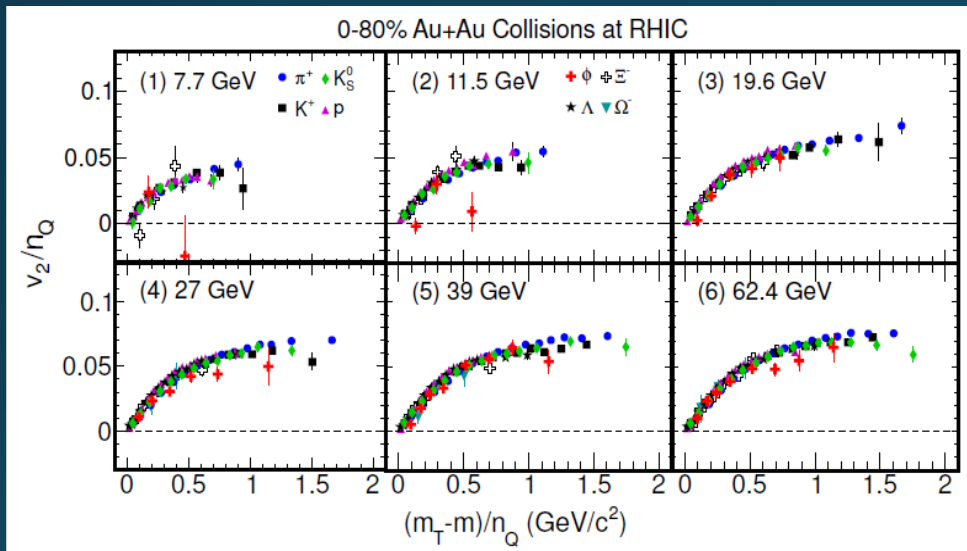 0-80% Au+Au Collisions at RHIC
(1) 7.7 GeV
π⁺ K⁰S
K⁺ p
(2) 11.5 GeV
ϕ Ξ⁻
Λ Ω⁻
(3) 19.6 GeV
0.1
0.05
0
(4) 27 GeV
(5) 39 GeV
(6) 62.4 GeV
0.1
0.05
0
v₂/nQ
0 0.5 1 1.5 2 0 0.5 1 1.5 2 0 0.5 1 1.5 2
(mT-m)/nQ (GeV/c²)